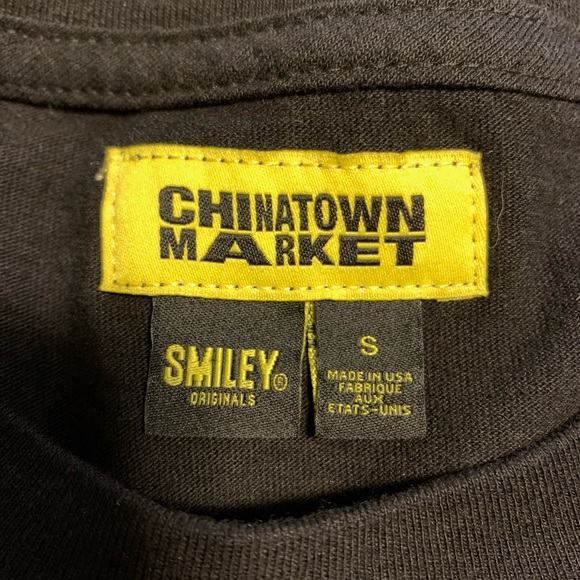 CHINATOWN
MARKET
SMILEY®
ORIGINALS
S
MADE IN USA
FABRIQUE
AUX
ETATS-UNIS